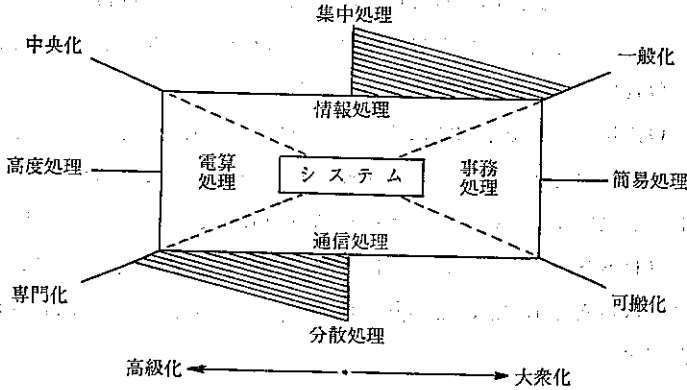 集中処理
中央化
一般化
情報処理
高度処理
電算
処理
システム
事務
処理
簡易処理
通信処理
専門化
可搬化
分散処理
高級化
大衆化